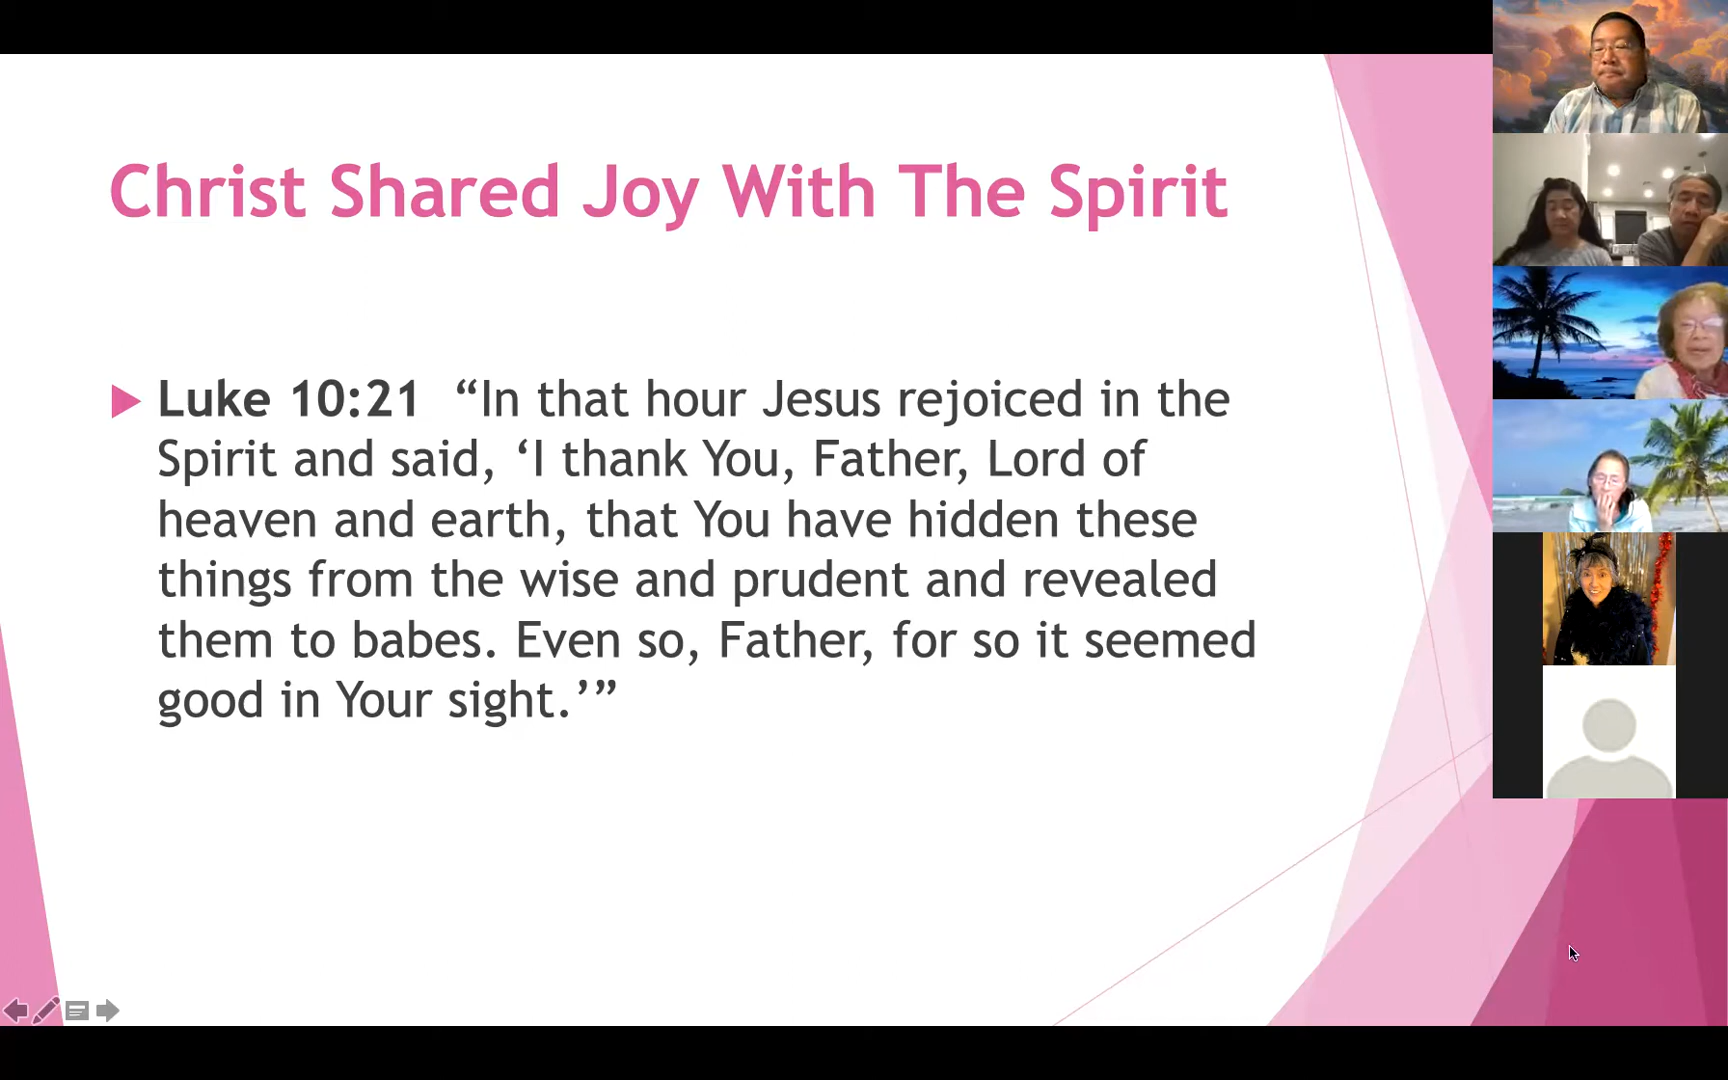 Christ Shared Joy With The Spirit
Luke 10:21 “In that hour Jesus rejoiced in the
Spirit and said, ‘I thank You, Father, Lord of
heaven and earth, that You have hidden these
things from the wise and prudent and revealed
them to babes. Even so, Father, for so it seemed
good in Your sight.’”